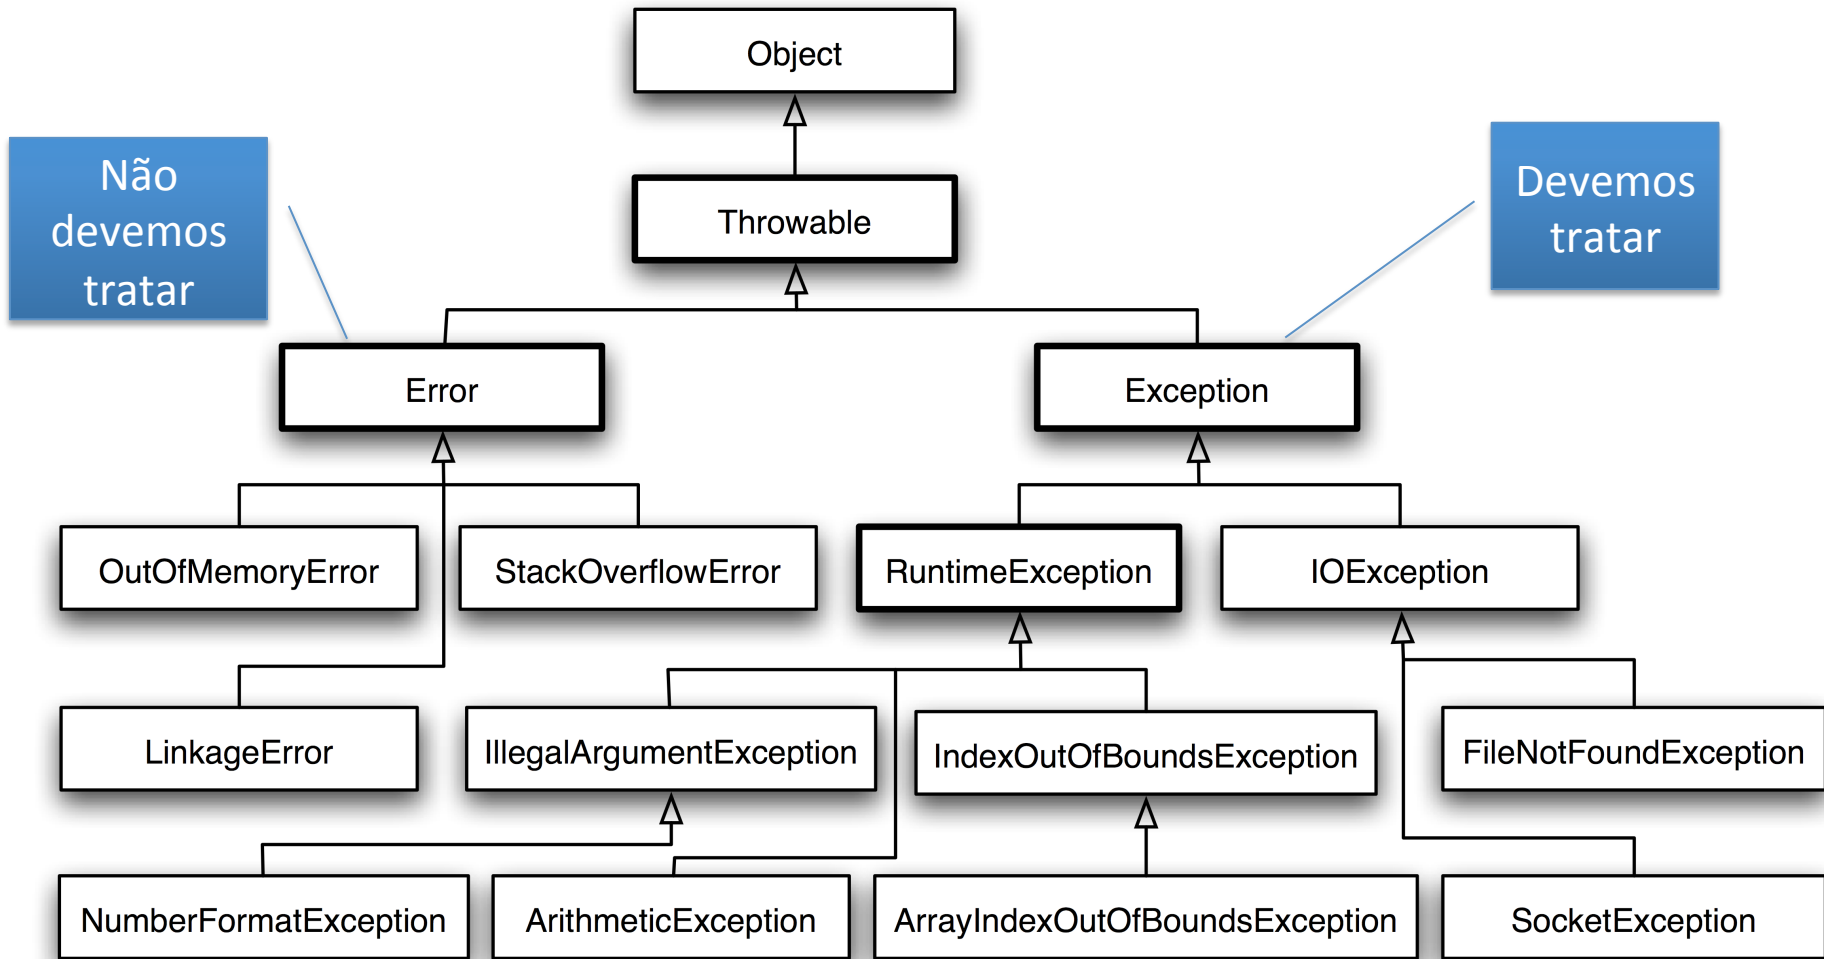 Object
Não
devemos
tratar
Devemos
tratar
Throwable
Error
Exception
OutOfMemoryError
StackOverflowError
RuntimeException
IOException
LinkageError
IllegalArgumentException
IndexOutOfBoundsException
FileNotFoundException
NumberFormatException
ArithmeticException
ArrayIndexOutOfBoundsException
SocketException